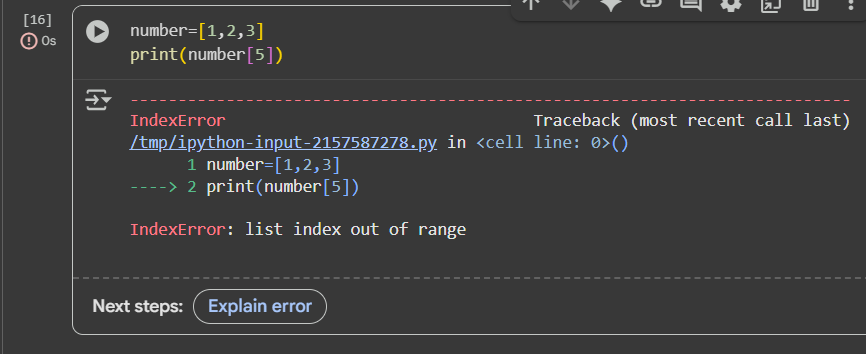 [16]
0s
number=[1,2,3]
print(number[5])
---------------------------------------------------------------------------
IndexError                                Traceback (most recent call last)
/tmp/ipython-input-2157587278.py in <cell line: 0>()
      1 number=[1,2,3]
----> 2 print(number[5])
IndexError: list index out of range
Next steps: Explain error